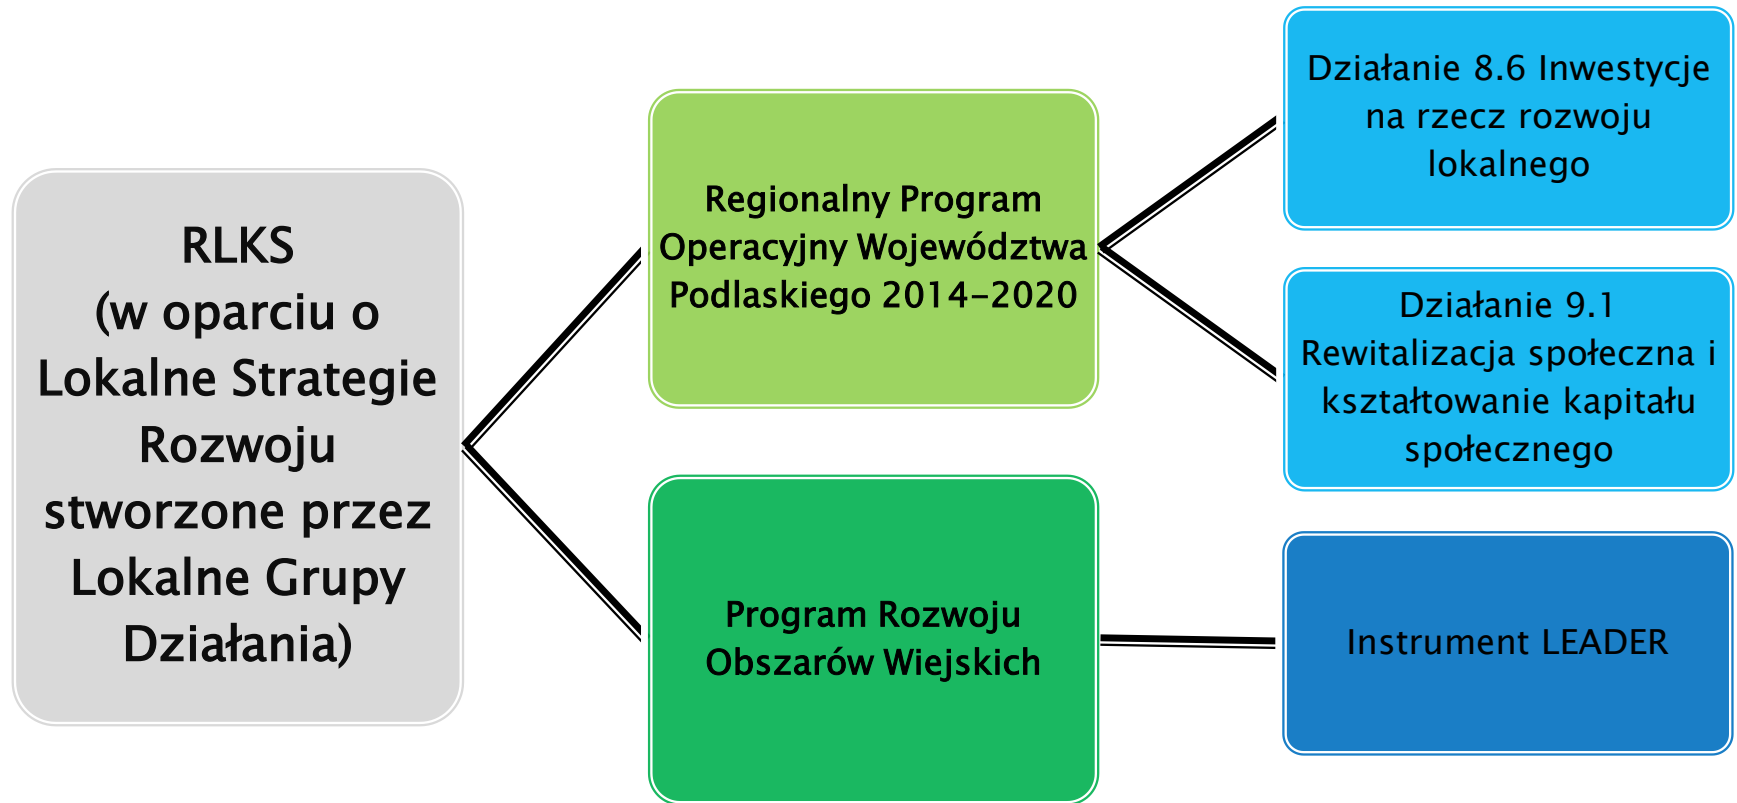 RLKS
(w oparciu o
Lokalne Strategie
Rozwoju
stworzone przez
Lokalne Grupy
Działania)
Regionalny Program
Operacyjny Województwa
Podlaskiego 2014-2020
Program Rozwoju
Obszarów Wiejskich
Działanie 8.6 Inwestycje
na rzecz rozwoju
lokalnego
Działanie 9.1
Rewitalizacja społeczna i
kształtowanie kapitału
społecznego
Instrument LEADER